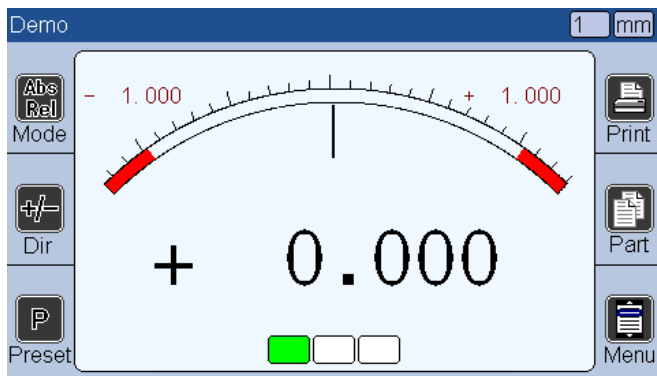 Demo 1 mm
Abs
Rel
Mode
- 1.000 + 1.000
Print
+/-
Dir
Part
+ 0.000
P
Preset
Menu